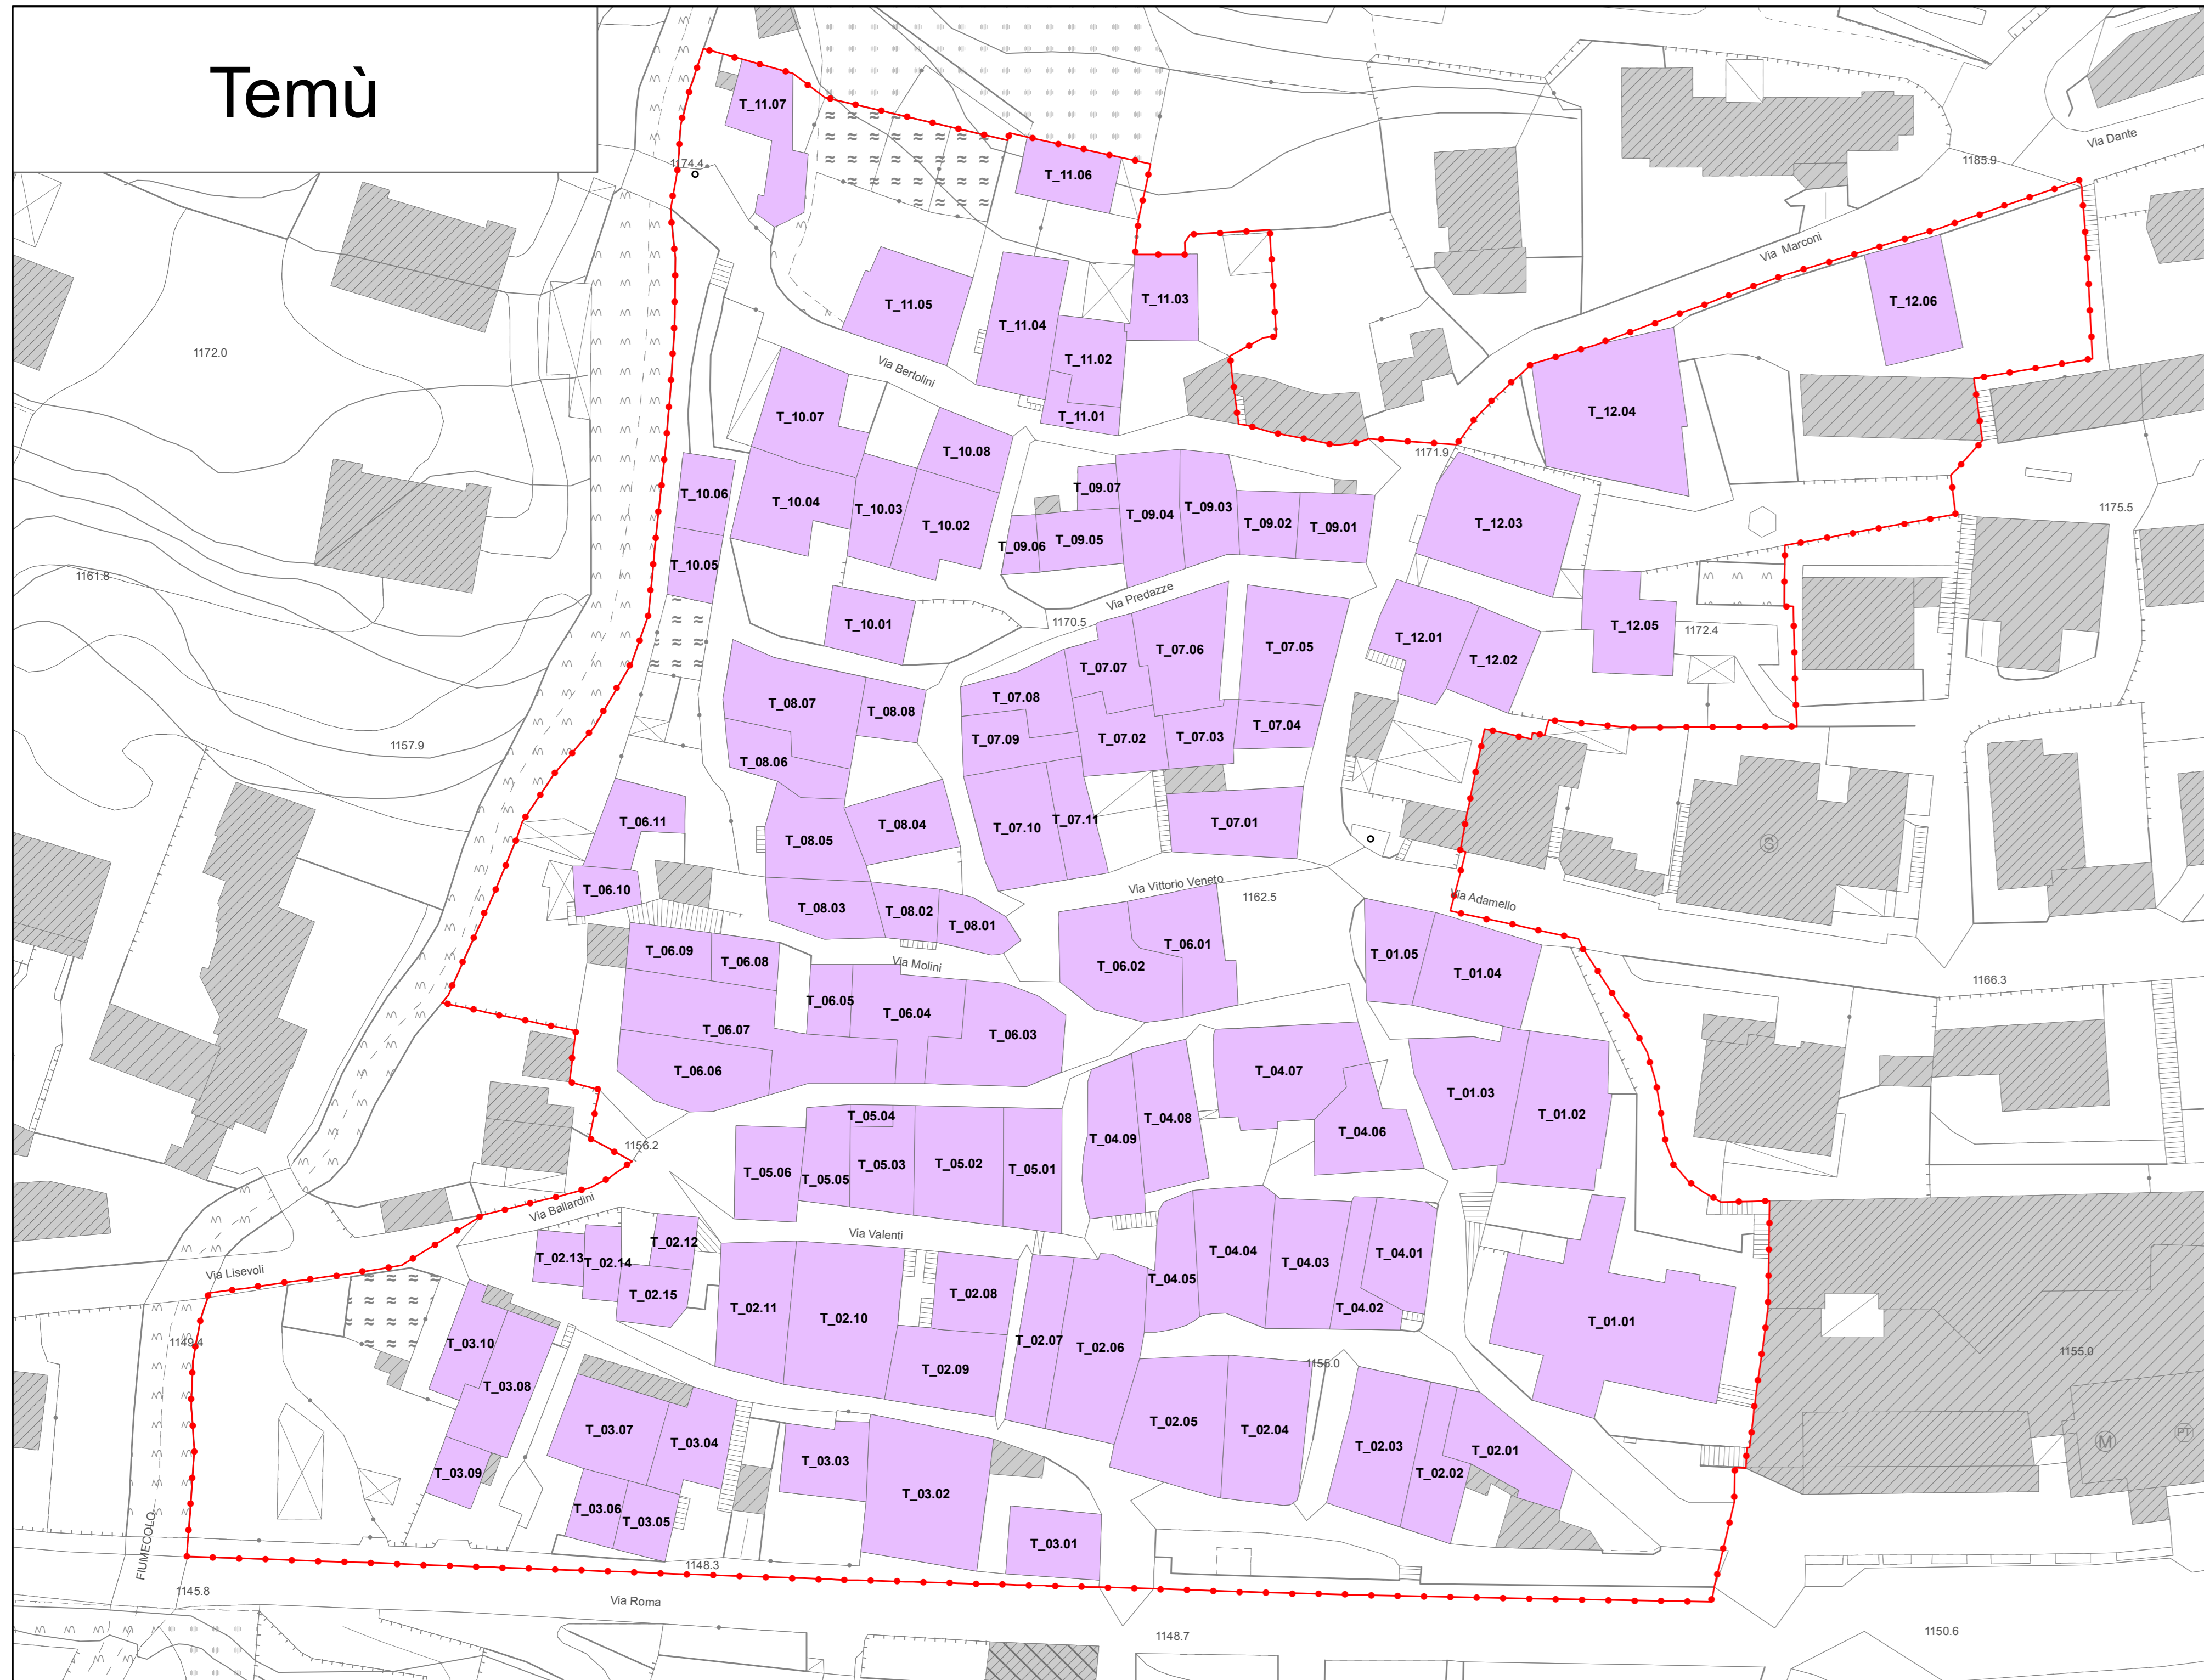 Temù
T_11.07
Via Dante
1174.4
1185.9
T_11.06
Via Marconi
T_11.03
T_12.06
T_11.05
T_11.04
1172.0
T_11.02
Via Bertolini
T_11.01
T_10.07
T_12.04
T_10.08
1171.9
T_10.06
T_09.07
T_10.04
T_10.03
T_09.04
T_09.03
T_10.02
T_09.02
T_09.01
T_12.03
1175.5
T_09.06
T_09.05
T_10.05
1161.8
Via Predazze
T_10.01
1170.5
T_12.05
1172.4
T_12.01
T_07.06
T_07.05
T_12.02
T_07.07
T_07.08
T_08.07
T_08.08
T_07.04
T_07.09
T_07.02
T_07.03
1157.9
T_08.06
T_06.11
T_08.04
T_07.10
T_07.11
T_07.01
T_08.05
S
Via Vittorio Veneto
T_06.10
1162.5
Via Adamello
T_08.03
T_08.02
T_08.01
T_06.01
T_06.09
T_06.08
Via Molini
T_06.02
T_01.05
T_01.04
1166.3
T_06.05
T_06.04
T_06.07
T_06.03
T_06.06
T_04.07
T_01.03
T_01.02
T_05.04
T_04.08
T_04.09
T_04.06
1156.2
T_05.06
T_05.05
T_05.03
T_05.02
T_05.01
Via Ballardini
Via Valenti
T_02.12
T_02.13
T_02.14
T_04.04
T_04.03
T_04.01
Via Lisevoli
T_04.05
T_02.15
T_02.11
T_02.10
T_02.08
T_04.02
T_01.01
1149.4
T_03.10
T_02.07
T_02.06
1155.0
T_02.09
1156.0
T_03.08
T_02.05
T_02.04
T_03.07
T_03.04
T_02.03
T_02.01
M
PT
T_03.03
T_03.09
T_02.02
T_03.02
T_03.06
T_03.05
FIUMECOLO
T_03.01
1148.3
1145.8
Via Roma
1148.7
1150.6